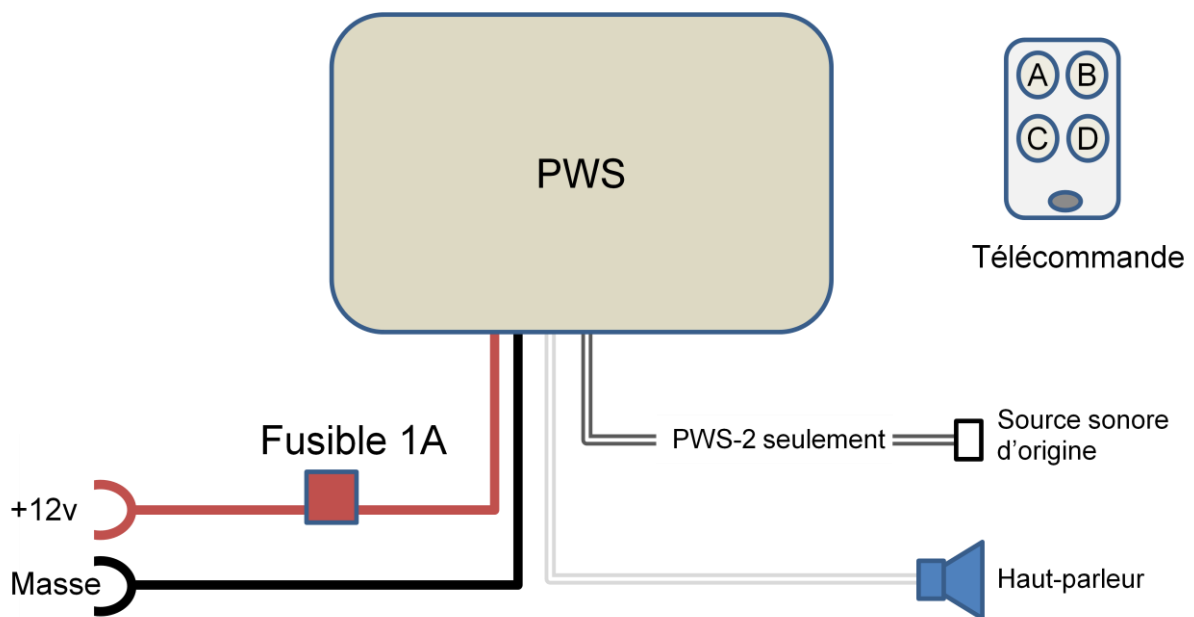 PWS
A B
C D
Télécommande
Fusible 1A
PWS-2 seulement
Source sonore
d’origine
+12v
Masse
Haut-parleur